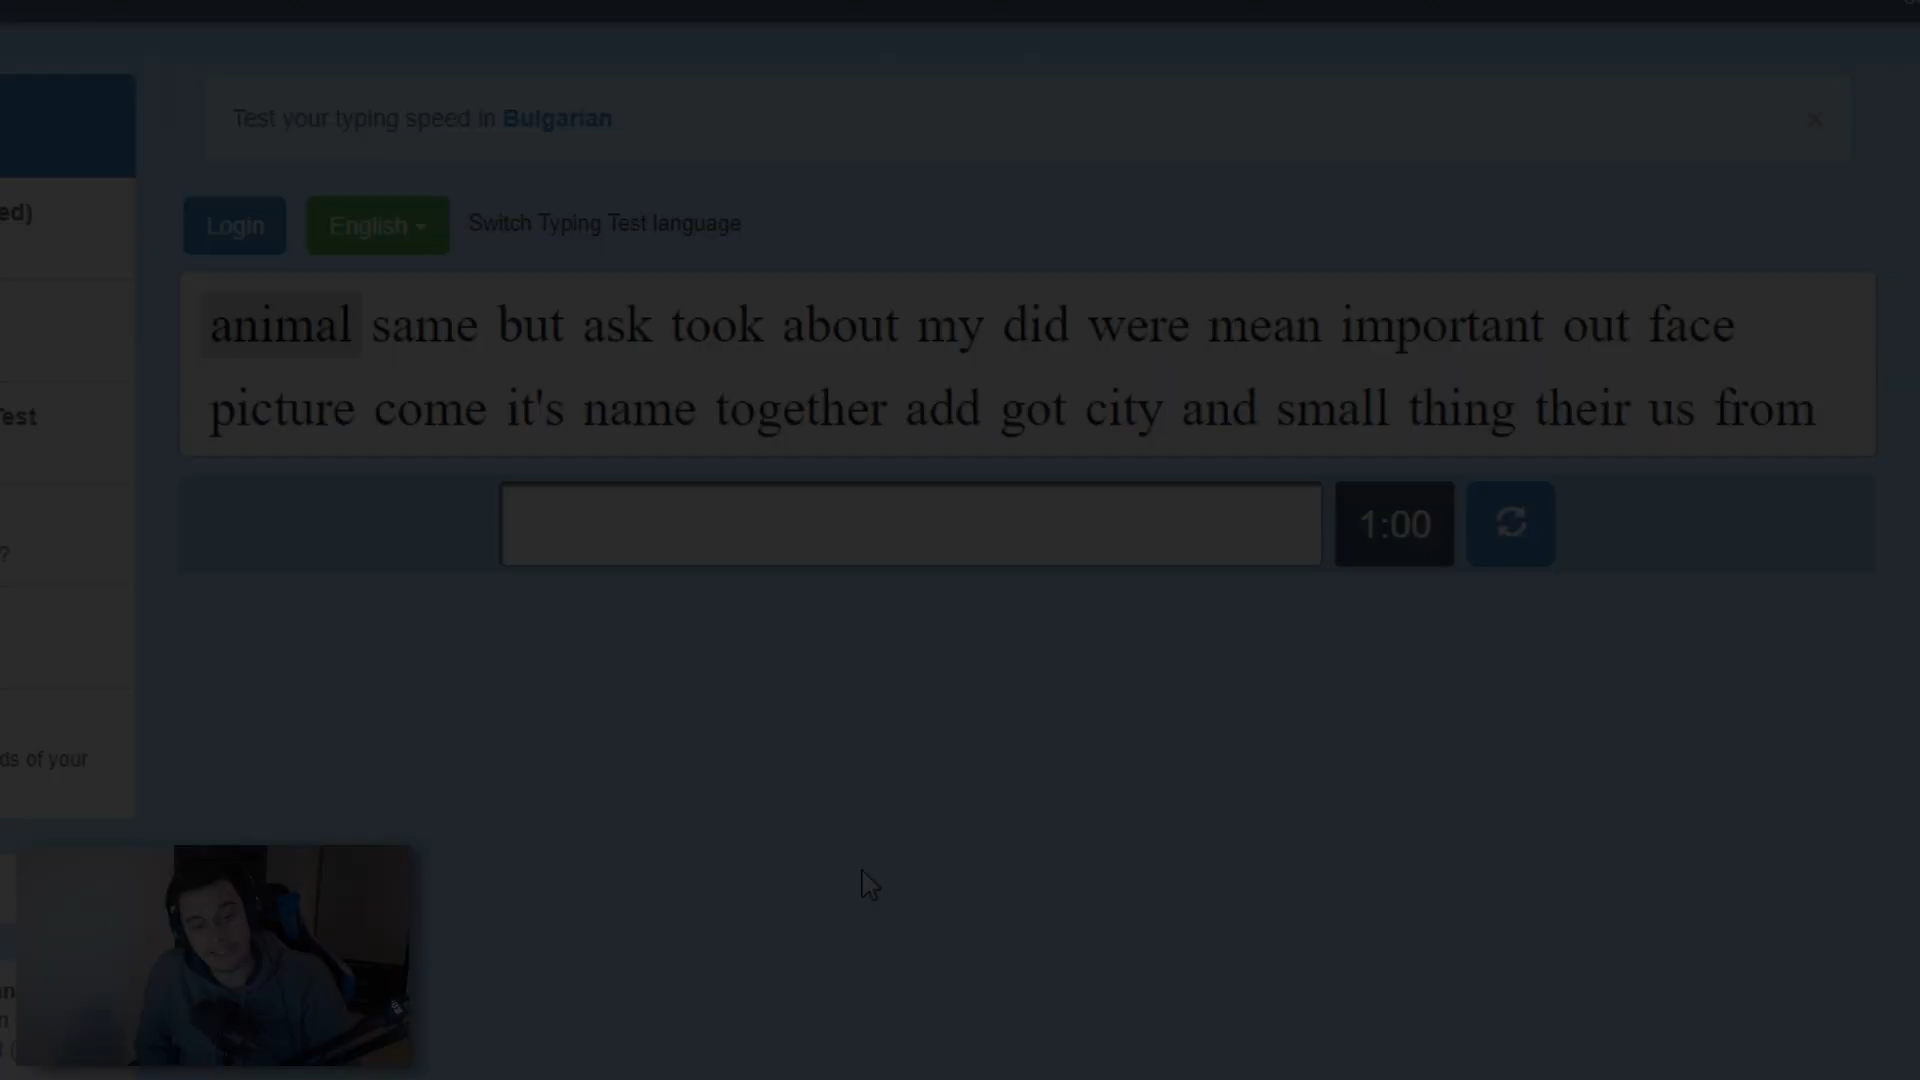 Test your typing speed in Bulgarian
×
ed)
Login
English
Switch Typing Test language
animal same but ask took about my did were mean important out face
picture come it's name together add got city and small thing their us from
Test
1:00
?
ds of your